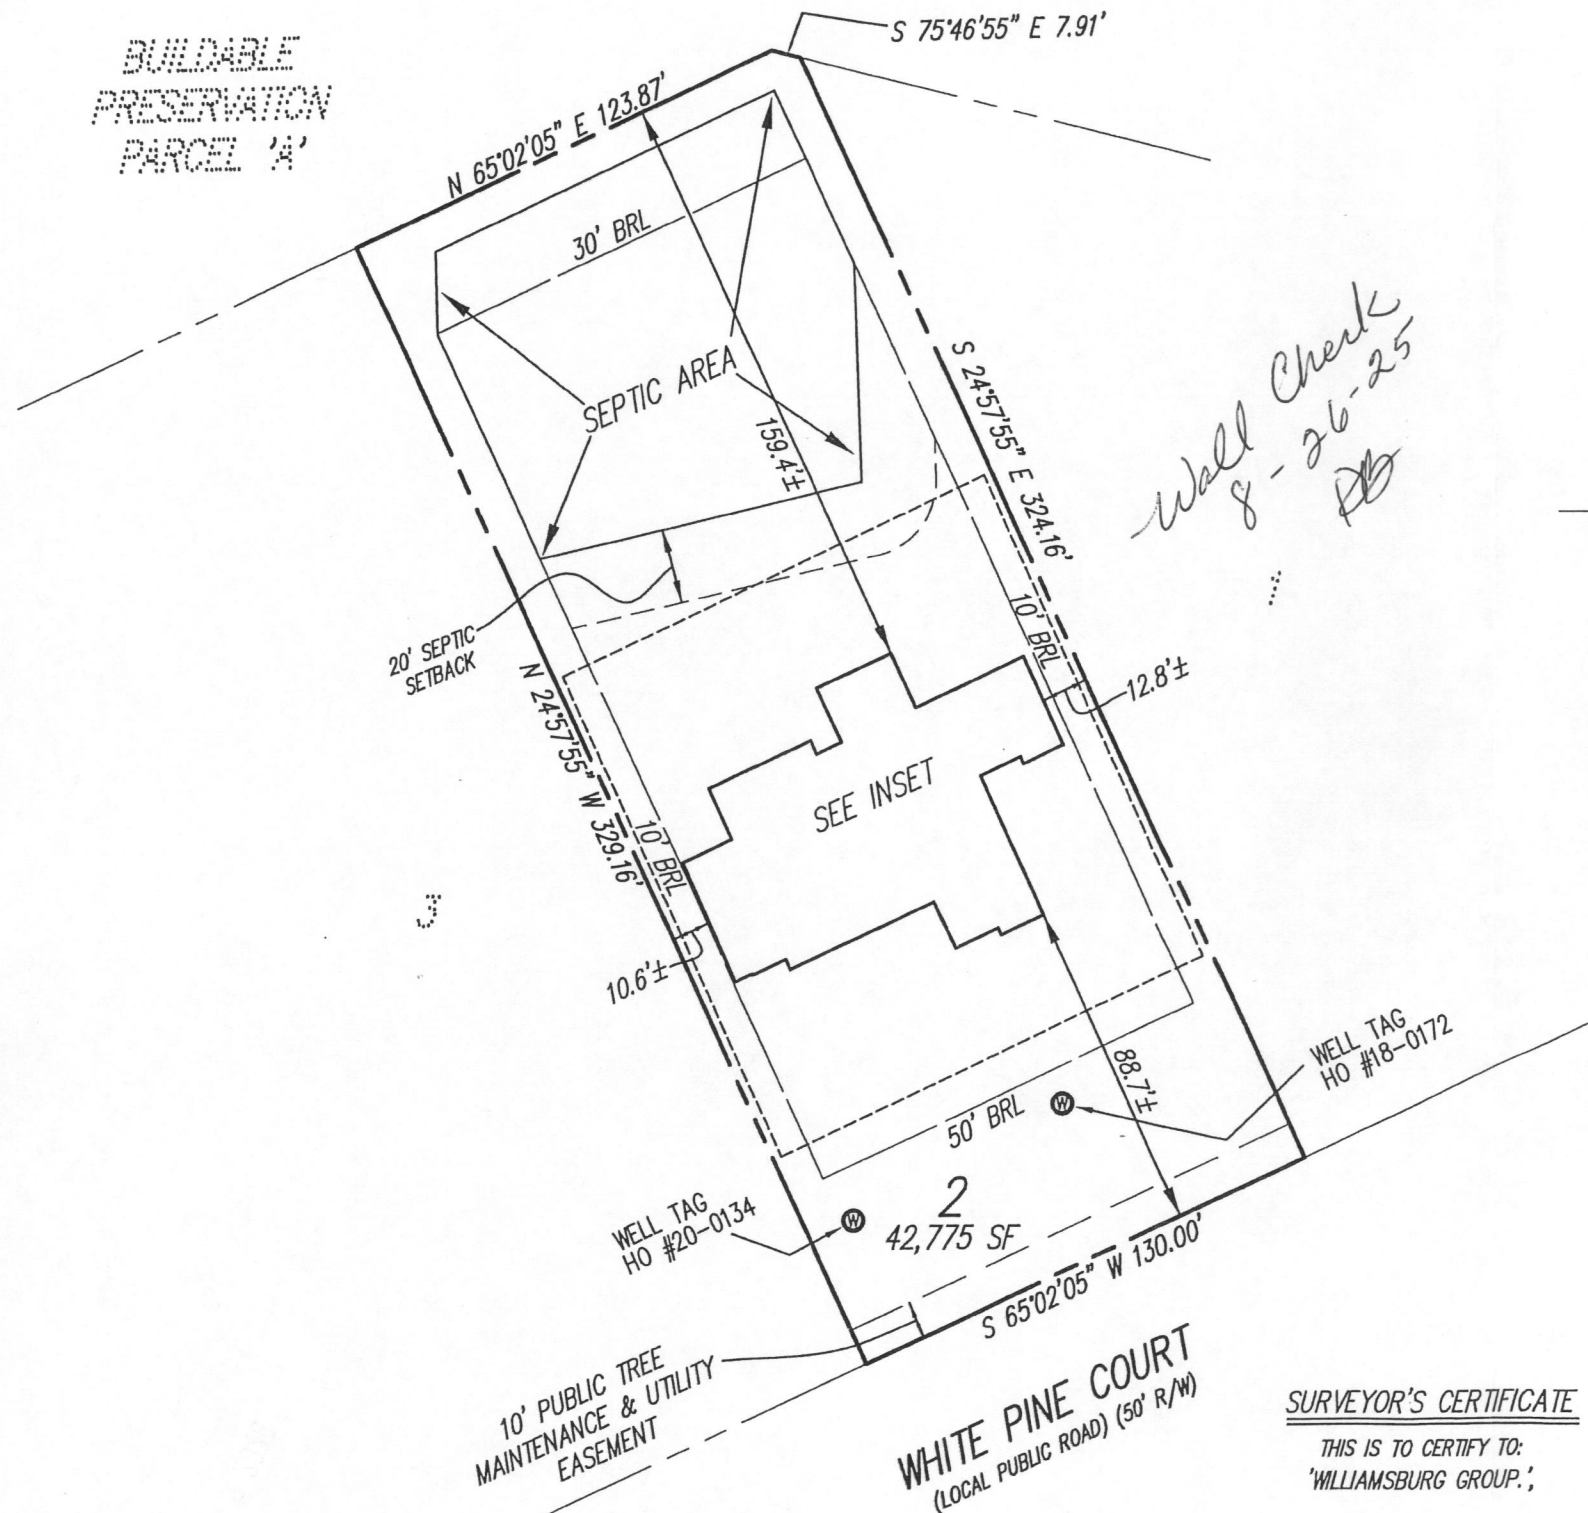 BUILDABLE
PRESERVATION
PARCEL 'A'
S 75°46'55" E 7.91'
N 65°02'05" E 123.87'
30' BRL
SEPTIC AREA
159.4'±
S 24°57'55" E 324.16'
Wall Check
8-26-25
RB
1
20' SEPTIC
SETBACK
10' BRL
12.8'±
N 24°57'55" W 329.16'
SEE INSET
10' BRL
3
10.6'±
WELL TAG
HO #18-0172
88.7'±
50' BRL
W
2
42,775 SF
WELL TAG
HO #20-0134
W
S 65°02'05" W 130.00'
10' PUBLIC TREE
MAINTENANCE & UTILITY
EASEMENT
WHITE PINE COURT
(LOCAL PUBLIC ROAD) (50' R/W)
SURVEYOR'S CERTIFICATE
THIS IS TO CERTIFY TO:
'WILLIAMSBURG GROUP.',